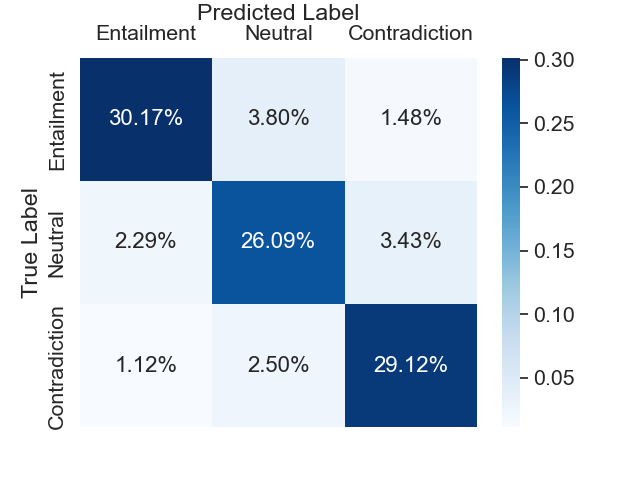 Predicted Label
Entailment Neutral Contradiction
True Label
Entailment
30.17% 3.80% 1.48%
Neutral
2.29% 26.09% 3.43%
Contradiction
1.12% 2.50% 29.12%
0.30
0.25
0.20
0.15
0.10
0.05